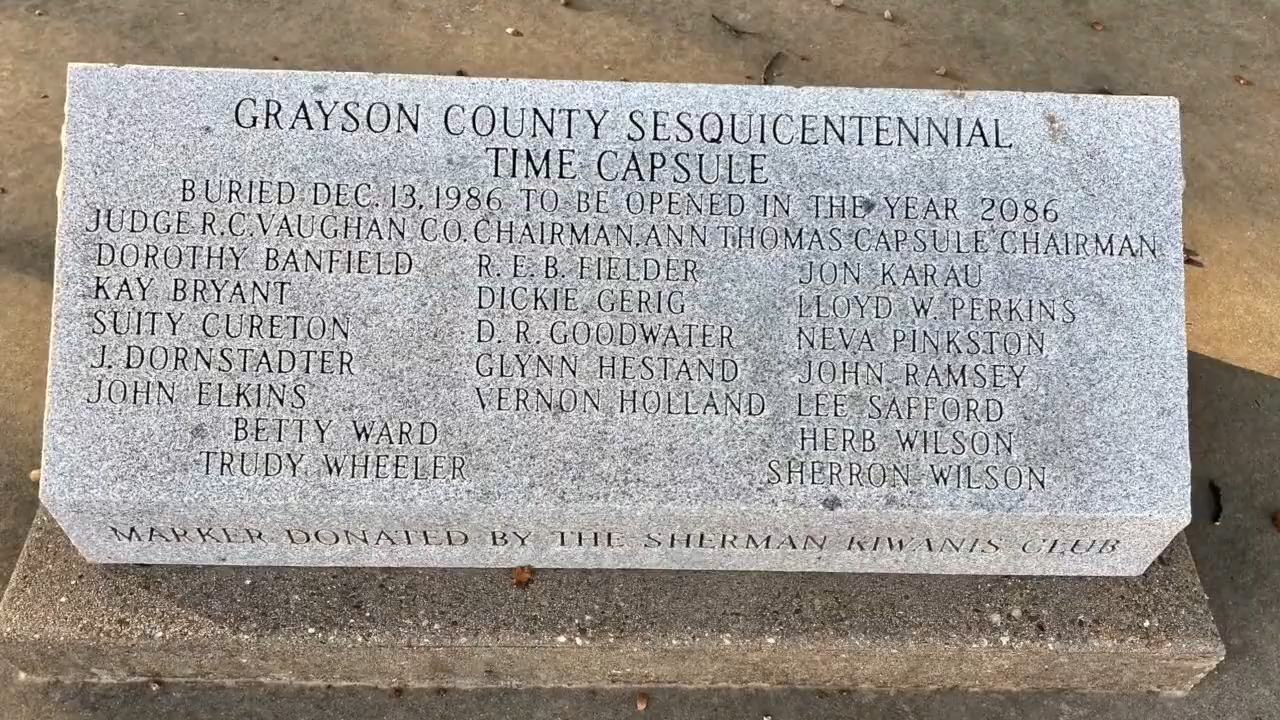 GRAYSON COUNTY SESQUICENTENNIAL
TIME CAPSULE
BURIED DEC. 13, 1986 TO BE OPENED IN THE YEAR 2086
JUDGE R.C. VAUGHAN CO. CHAIRMAN. ANN THOMAS CAPSULE CHAIRMAN
DOROTHY BANFIELD R. E. B. FIELDER JON KARAU
KAY BRYANT DICKIE GERIG LLOYD W. PERKINS
SUITY CURETON D. R. GOODWATER NEVA PINKSTON
J. DORNSTADTER GLYNN HESTAND JOHN RAMSEY
JOHN ELKINS VERNON HOLLAND LEE SAFFORD
BETTY WARD HERB WILSON
TRUDY WHEELER SHERRON WILSON
MARKER DONATED BY THE SHERMAN KIWANIS CLUB